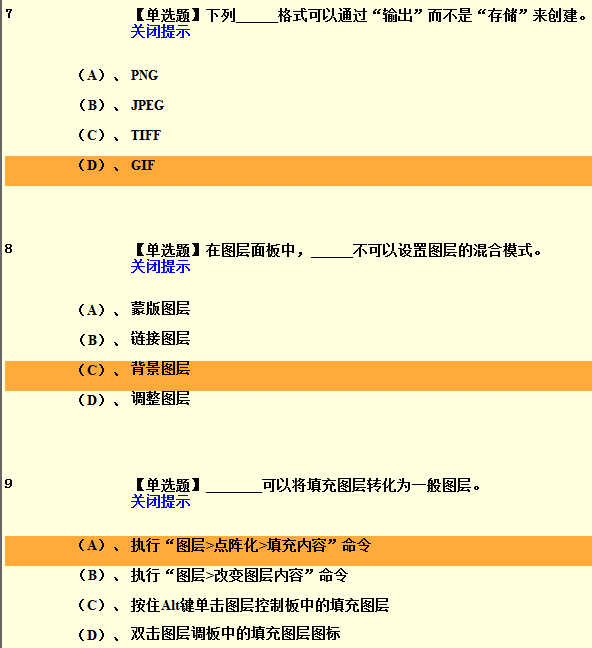 7 【单选题】下列______格式可以通过“输出”而不是“存储”来创建。
关闭提示
（A）、 PNG
（B）、 JPEG
（C）、 TIFF
（D）、 GIF
8 【单选题】在图层面板中，______不可以设置图层的混合模式。
关闭提示
（A）、 蒙版图层
（B）、 链接图层
（C）、 背景图层
（D）、 调整图层
9 【单选题】________可以将填充图层转化为一般图层。
关闭提示
（A）、 执行“图层>点阵化>填充内容”命令
（B）、 执行“图层>改变图层内容”命令
（C）、 按住Alt键单击图层控制板中的填充图层
（D）、 双击图层调板中的填充图层图标